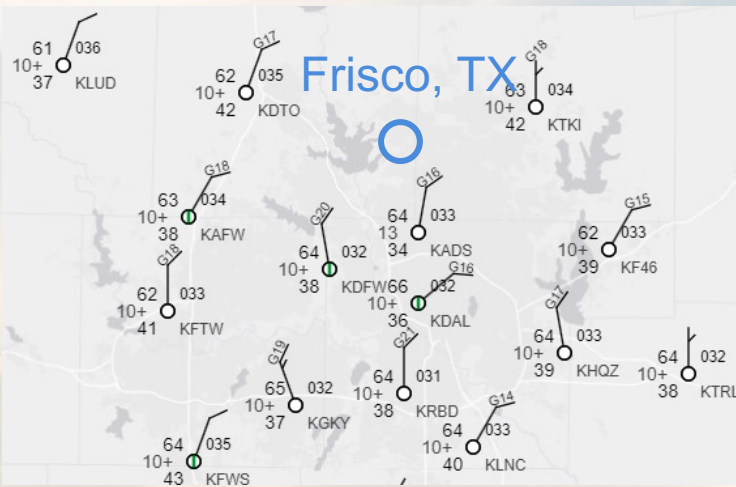 61 036
10+
37 KLUD
G17
62 035
10+
42 KDTO
Frisco, TX
G18
63 034
10+
42 KTKI
G18
63 034
10+
38 KAFW
G20
64 032
10+
38 KDFW
G16
64 033
13
34 KADS
G15
62 033
10+
39 KF46
G18
62 033
10+
41 KFTW
G16
66 032
10+
36 KDAL
G17
64 033
10+
39 KHQZ
64 032
10+
38 KTRL
G19
65 032
10+
37 KGKY
G21
64 031
10+
38 KRBD
G14
64 033
10+
40 KLNC
64 035
10+
43 KFWS